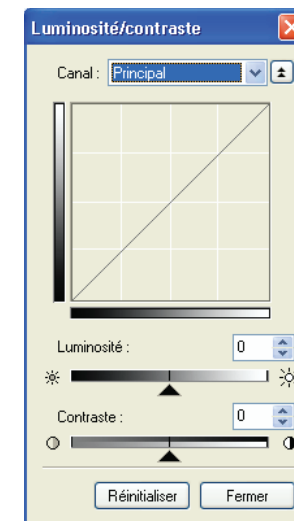 Luminosité/contraste
Canal : Principal
Luminosité : 0
Contraste : 0
Réinitialiser Fermer